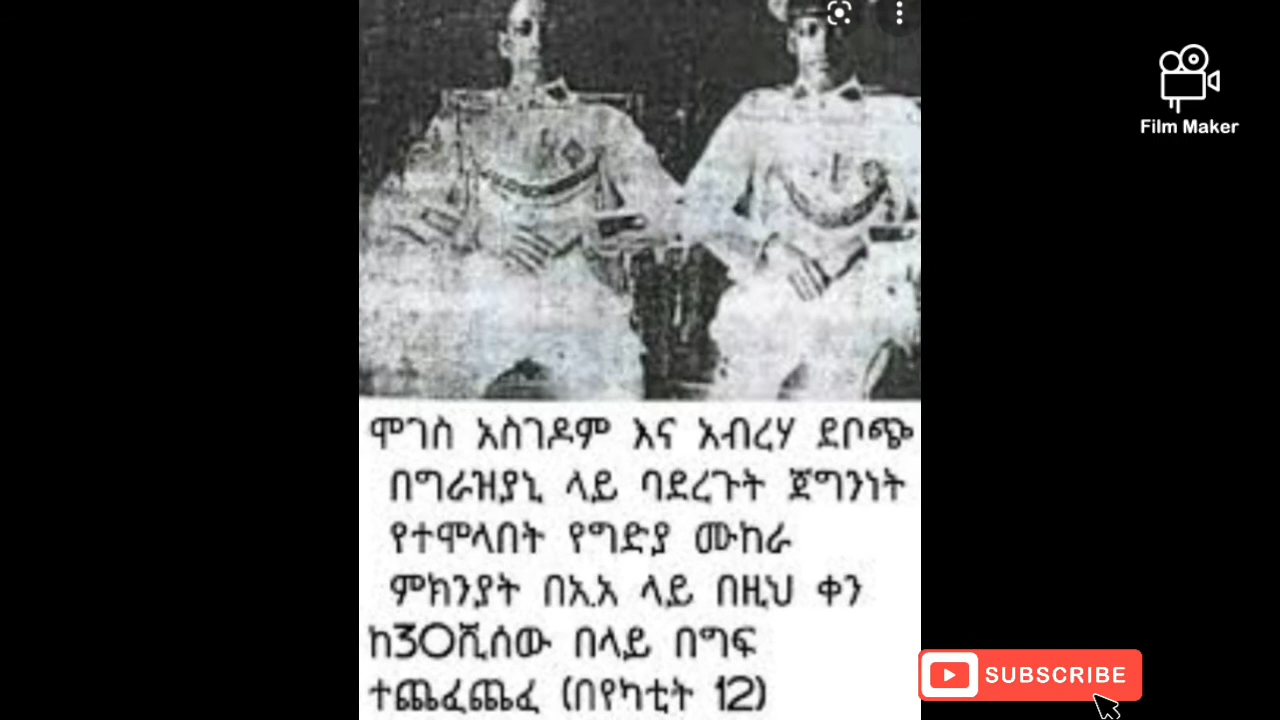 Film Maker
ሞገስ አስገዶም እና አብረሃ ደቦጭ
በግራዝያኒ ላይ ባደረጉት ጀግንነት
የተሞላበት የግድያ ሙከራ
ምክንያት በአ.አ ላይ በዚህ ቀን
ከ30ሺሰው በላይ በግፍ
ተጨፈጨፈ (በየካቲት 12)
SUBSCRIBE